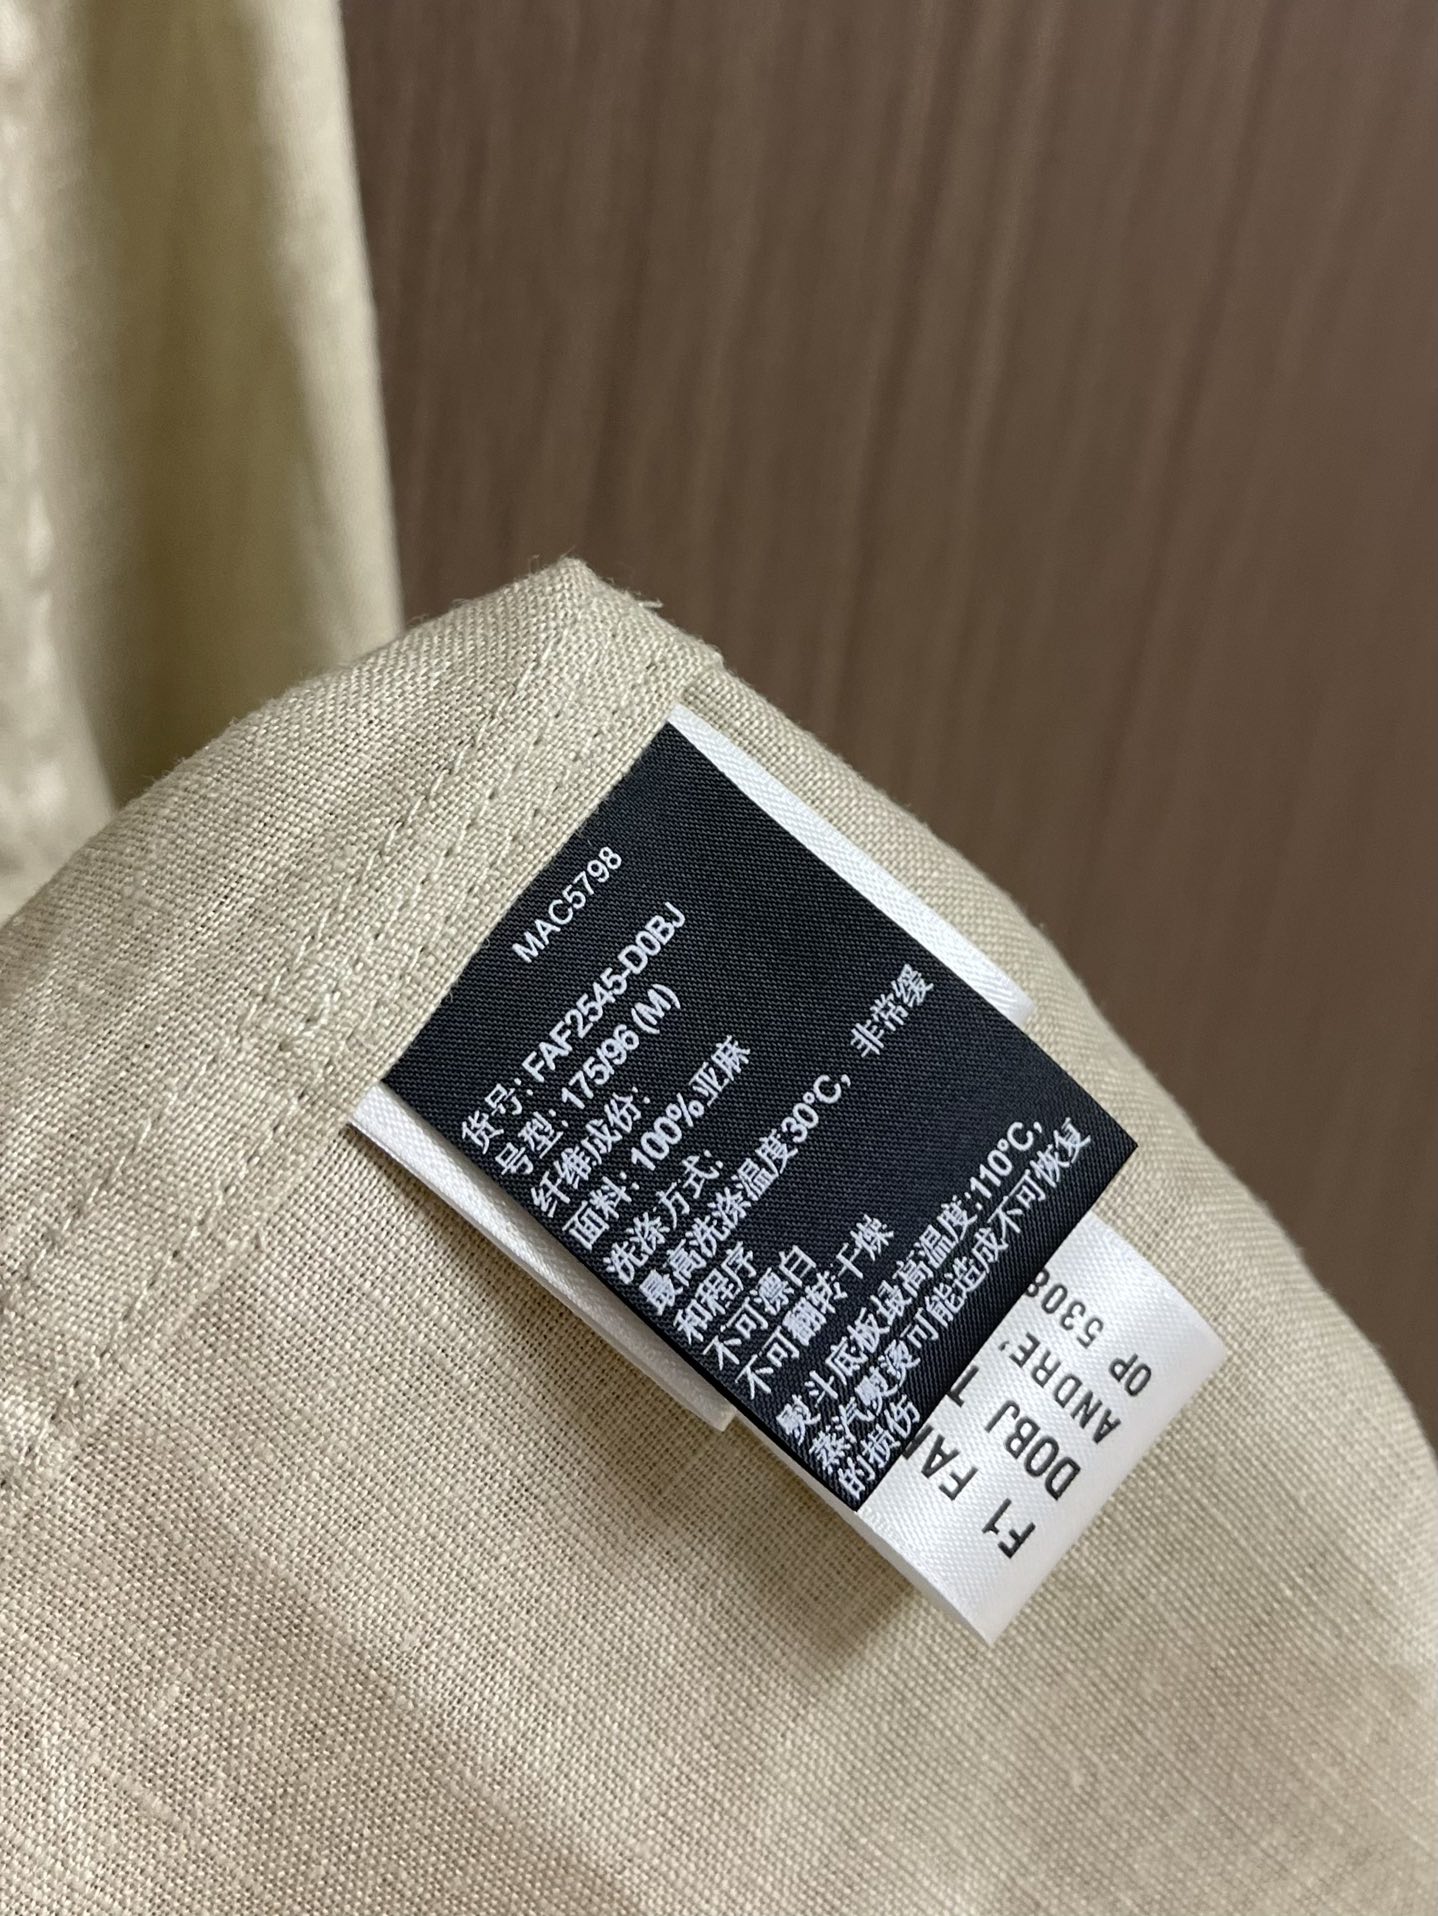 MAC5798
货号: FAF2545-D0BJ
号型: 175/96 (M)
纤维成份:
面料: 100% 亚麻
洗涤方式:
最高洗涤温度30°C, 非常缓
和程序
不可漂白
不可翻转干燥
熨斗底板最高温度:110°C,
蒸汽熨烫可能造成不可恢复
的损伤
F1
D0BJ
ANDRE'
OP 5308